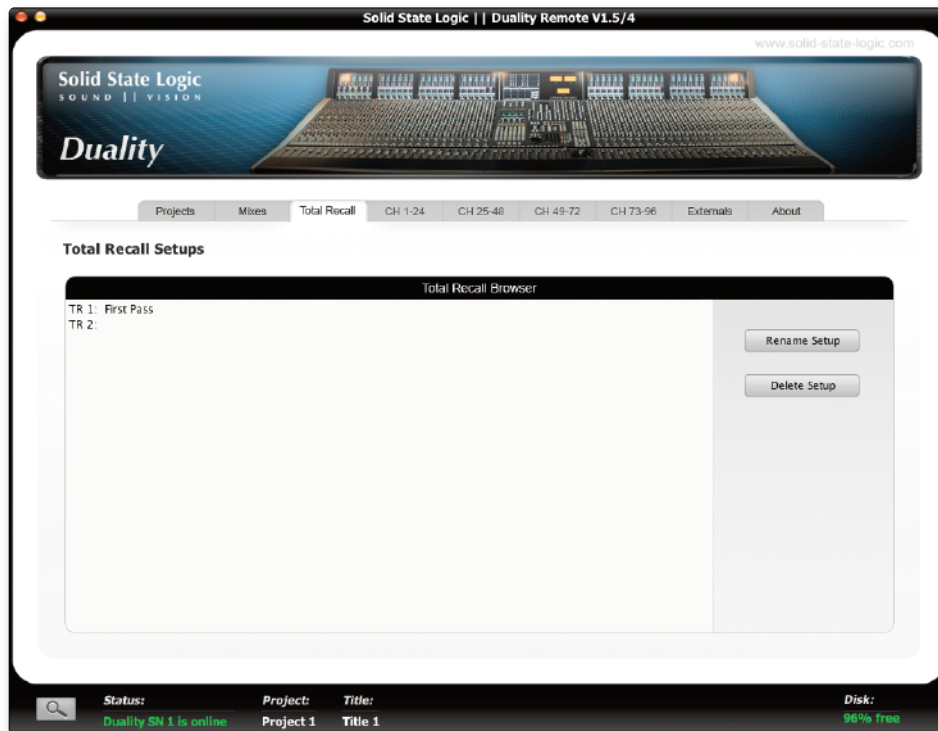 Solid State Logic || Duality Remote V1.5/4
www.solid-state-logic.com
Solid State Logic
SOUND || VISION
Duality
Projects Mixes Total Recall CH 1-24 CH 25-48 CH 49-72 CH 73-96 Externals About
Total Recall Setups
Total Recall Browser
TR 1: First Pass
TR 2:
Rename Setup
Delete Setup
Status: Project: Title: Disk:
Duality SN 1 is online Project 1 Title 1 96% free